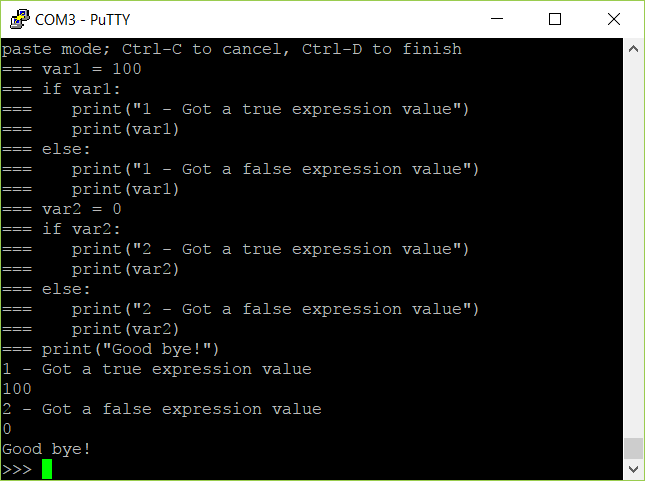 COM3 - PuTTY
paste mode; Ctrl-C to cancel, Ctrl-D to finish
=== var1 = 100
=== if var1:
===    print("1 - Got a true expression value")
===    print(var1)
=== else:
===    print("1 - Got a false expression value")
===    print(var1)
=== var2 = 0
=== if var2:
===    print("2 - Got a true expression value")
===    print(var2)
=== else:
===    print("2 - Got a false expression value")
===    print(var2)
=== print("Good bye!")
1 - Got a true expression value
100
2 - Got a false expression value
0
Good bye!
>>>